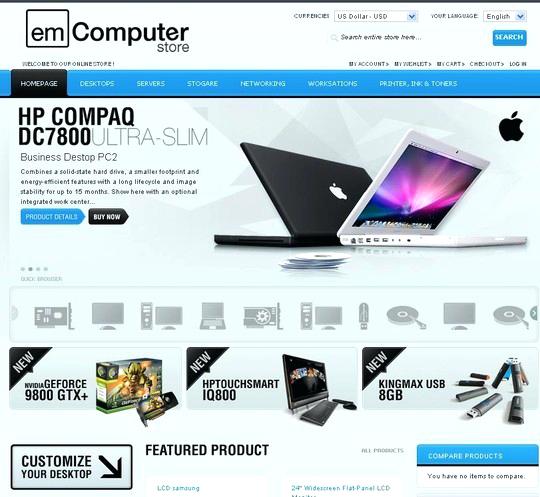 CURRENCIES: US Dollar - USD YOUR LANGUAGE: English
em Computer
store
Search entire store here... SEARCH
WELCOME TO OUR ONLINE STORE! MY ACCOUNT > MY WISHLIST > MY CART > CHECKOUT > LOG IN
HOMEPAGE DESKTOPS SERVERS STOGARE NETWORKING WORKSATIONS PRINTER, INK & TONERS
HP COMPAQ
DC7800ULTRA-SLIM
Business Destop PC2
Combines a solid-state hard drive, a smaller footprint and
energy-efficient features with a long lifecycle and image
stability for up to 15 months. Show here with an optional
integrated work center...
PRODUCT DETAILS BUY NOW
QUICK BROWSER
NEW NVIDIAGEFORCE
9800 GTX+
NEW HPTOUCHSMART
IQ800
NEW KINGMAX USB
8GB
CUSTOMIZE
YOUR DESKTOP
FEATURED PRODUCT ALL PRODUCTS
COMPARE PRODUCTS
You have no items to compare.
LCD samsung 24" Widescreen Flat-Panel LCD
Monitor